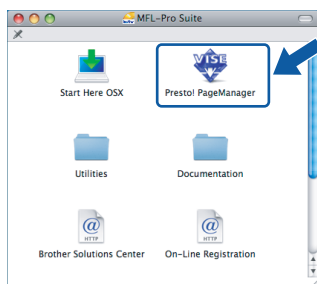 MFL-Pro Suite
VISE
Start Here OSX
Presto! PageManager
Utilities
Documentation
@
HTTP
@
HTTP
Brother Solutions Center
On-Line Registration